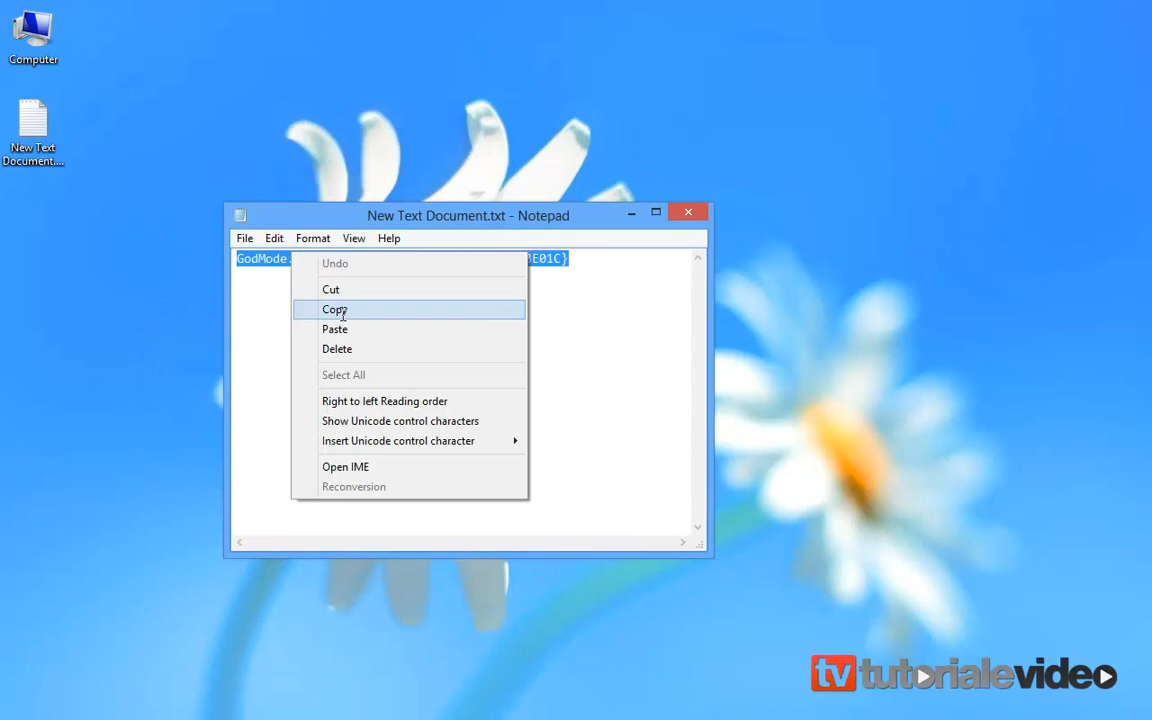 Computer
New Text
Document....
New Text Document.txt - Notepad
File Edit Format View Help
GodMode. E01C}
Undo
Cut
Copy
Paste
Delete
Select All
Right to left Reading order
Show Unicode control characters
Insert Unicode control character
Open IME
Reconversion
tv tutorialevideo